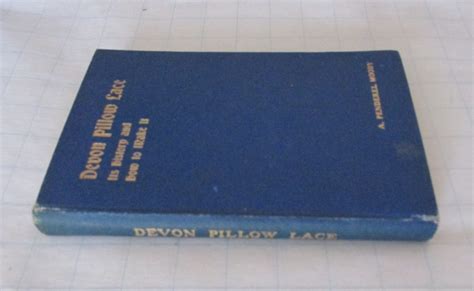 Devon Pillow Lace
Its History and
How to Make It
A. PENDEREL MOODY
DEVON PILLOW LACE